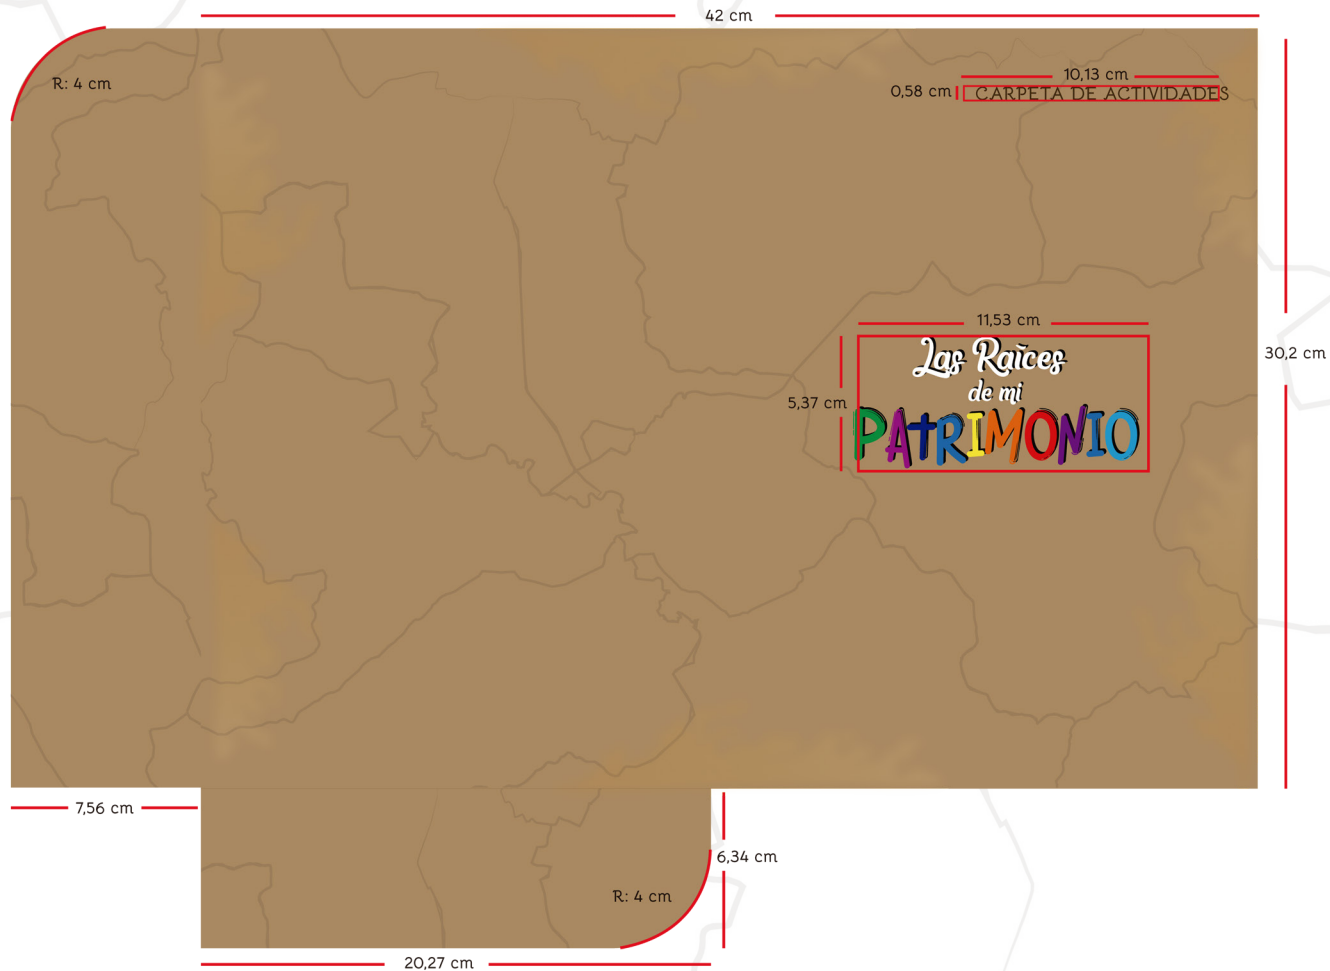 42 cm
R: 4 cm
10,13 cm
0,58 cm
CARPETA DE ACTIVIDADES
11,53 cm
30,2 cm
Las Raíces
de mi
5,37 cm
PATRIMONIO
7,56 cm
6,34 cm
R: 4 cm
20,27 cm